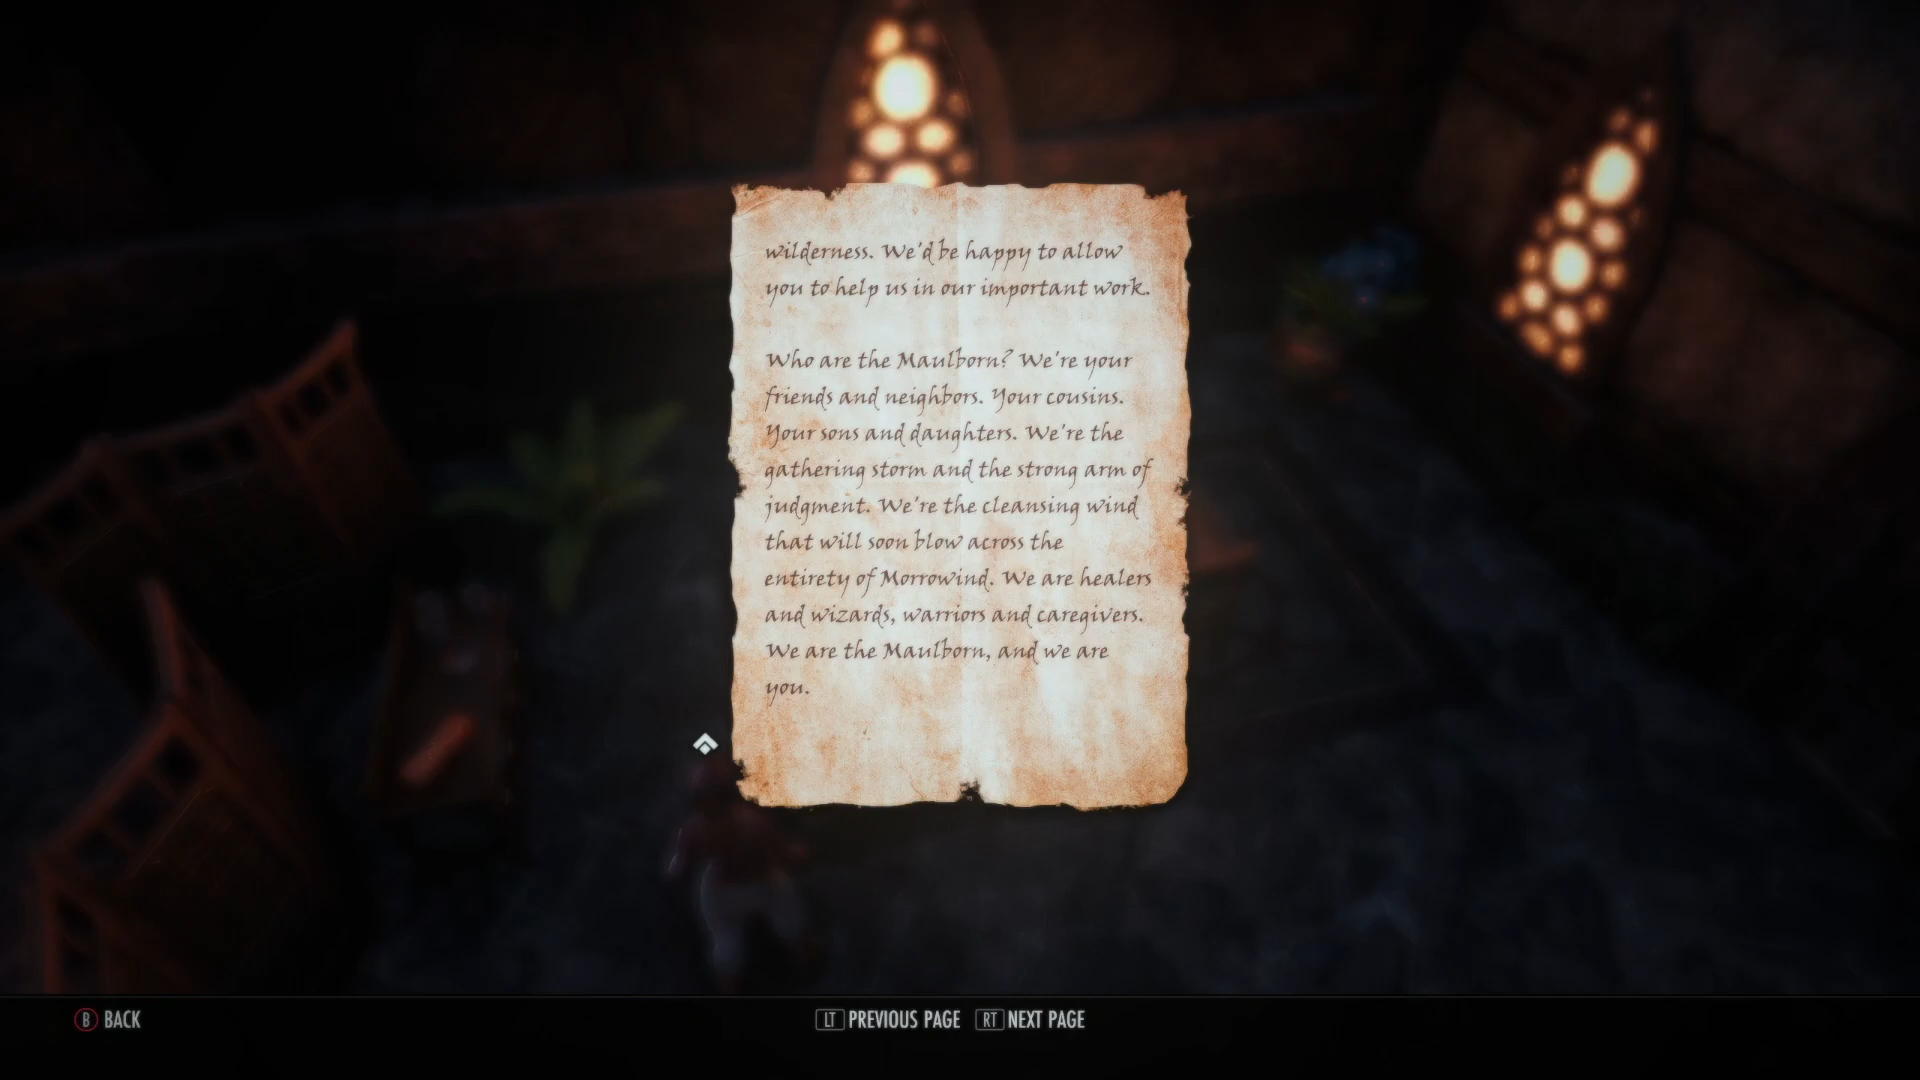 wilderness. We'd be happy to allow
you to help us in our important work.
Who are the Maulborn? We're your
friends and neighbors. Your cousins.
Your sons and daughters. We're the
gathering storm and the strong arm of
judgment. We're the cleansing wind
that will soon blow across the
entirety of Morrowind. We are healers
and wizards, warriors and caregivers.
We are the Maulborn, and we are
you.
B BACK
LT PREVIOUS PAGE RT NEXT PAGE